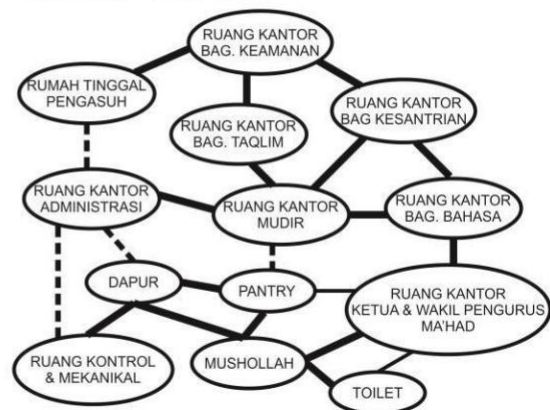 RUANG KANTOR
BAG. KEAMANAN
RUMAH TINGGAL
PENGASUH
RUANG KANTOR
BAG KESANTRIAN
RUANG KANTOR
BAG. TAQLIM
RUANG KANTOR
ADMINISTRASI
RUANG KANTOR
MUDIR
RUANG KANTOR
BAG. BAHASA
DAPUR
PANTRY
RUANG KANTOR
KETUA & WAKIL PENGURUS
MA'HAD
RUANG KONTROL
& MEKANIKAL
MUSHOLLAH
TOILET